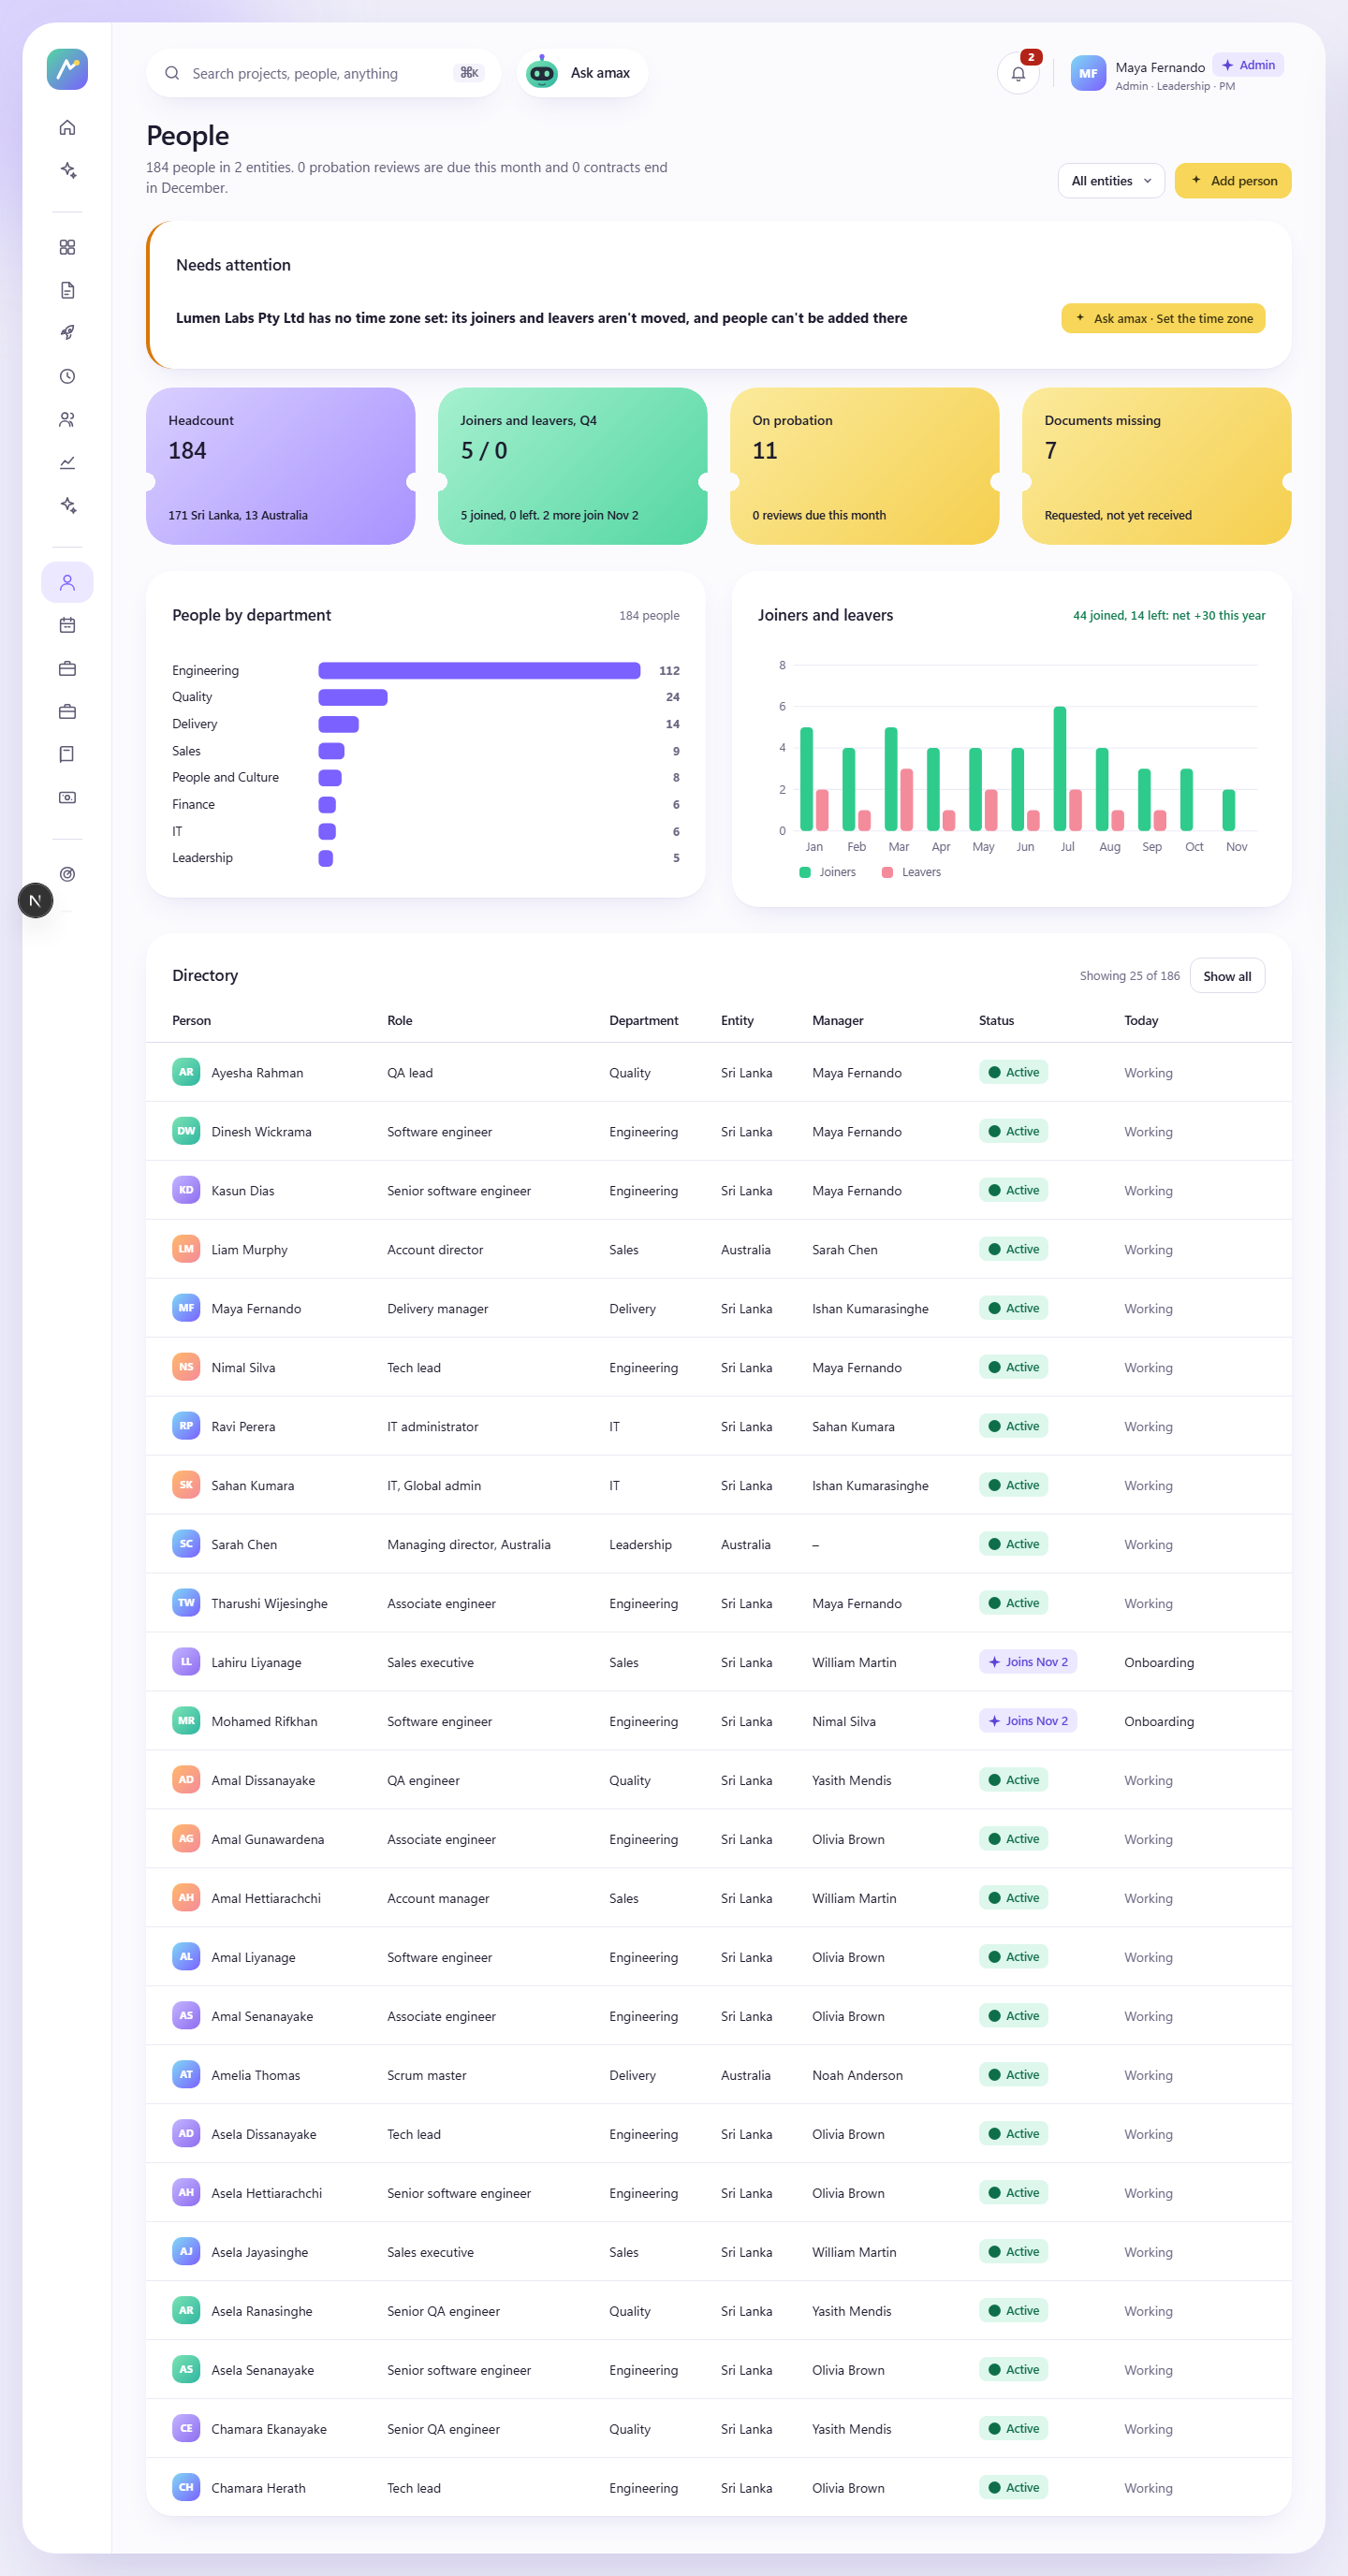 Search projects, people, anything
⌘K
Ask amax
2
MF
Maya Fernando
Admin
Admin · Leadership · PM
People
184 people in 2 entities. 0 probation reviews are due this month and 0 contracts end
in December.
All entities
Add person
Needs attention
Lumen Labs Pty Ltd has no time zone set: its joiners and leavers aren't moved, and people can't be added there
Ask amax · Set the time zone
Headcount
184
171 Sri Lanka, 13 Australia
Joiners and leavers, Q4
5 / 0
5 joined, 0 left. 2 more join Nov 2
On probation
11
0 reviews due this month
Documents missing
7
Requested, not yet received
People by department
184 people
Engineering 112
Quality 24
Delivery 14
Sales 9
People and Culture 8
Finance 6
IT 6
Leadership 5
Joiners and leavers
44 joined, 14 left: net +30 this year
8
6
4
2
0
Jan Feb Mar Apr May Jun Jul Aug Sep Oct Nov
Joiners Leavers
N
Directory
Showing 25 of 186
Show all
Person Role Department Entity Manager Status Today
AR Ayesha Rahman QA lead Quality Sri Lanka Maya Fernando Active Working
DW Dinesh Wickrama Software engineer Engineering Sri Lanka Maya Fernando Active Working
KD Kasun Dias Senior software engineer Engineering Sri Lanka Maya Fernando Active Working
LM Liam Murphy Account director Sales Australia Sarah Chen Active Working
MF Maya Fernando Delivery manager Delivery Sri Lanka Ishan Kumarasinghe Active Working
NS Nimal Silva Tech lead Engineering Sri Lanka Maya Fernando Active Working
RP Ravi Perera IT administrator IT Sri Lanka Sahan Kumara Active Working
SK Sahan Kumara IT, Global admin IT Sri Lanka Ishan Kumarasinghe Active Working
SC Sarah Chen Managing director, Australia Leadership Australia – Active Working
TW Tharushi Wijesinghe Associate engineer Engineering Sri Lanka Maya Fernando Active Working
LL Lahiru Liyanage Sales executive Sales Sri Lanka William Martin Joins Nov 2 Onboarding
MR Mohamed Rifkhan Software engineer Engineering Sri Lanka Nimal Silva Joins Nov 2 Onboarding
AD Amal Dissanayake QA engineer Quality Sri Lanka Yasith Mendis Active Working
AG Amal Gunawardena Associate engineer Engineering Sri Lanka Olivia Brown Active Working
AH Amal Hettiarachchi Account manager Sales Sri Lanka William Martin Active Working
AL Amal Liyanage Software engineer Engineering Sri Lanka Olivia Brown Active Working
AS Amal Senanayake Associate engineer Engineering Sri Lanka Olivia Brown Active Working
AT Amelia Thomas Scrum master Delivery Australia Noah Anderson Active Working
AD Asela Dissanayake Tech lead Engineering Sri Lanka Olivia Brown Active Working
AH Asela Hettiarachchi Senior software engineer Engineering Sri Lanka Olivia Brown Active Working
AJ Asela Jayasinghe Sales executive Sales Sri Lanka William Martin Active Working
AR Asela Ranasinghe Senior QA engineer Quality Sri Lanka Yasith Mendis Active Working
AS Asela Senanayake Senior software engineer Engineering Sri Lanka Olivia Brown Active Working
CE Chamara Ekanayake Senior QA engineer Quality Sri Lanka Yasith Mendis Active Working
CH Chamara Herath Tech lead Engineering Sri Lanka Olivia Brown Active Working